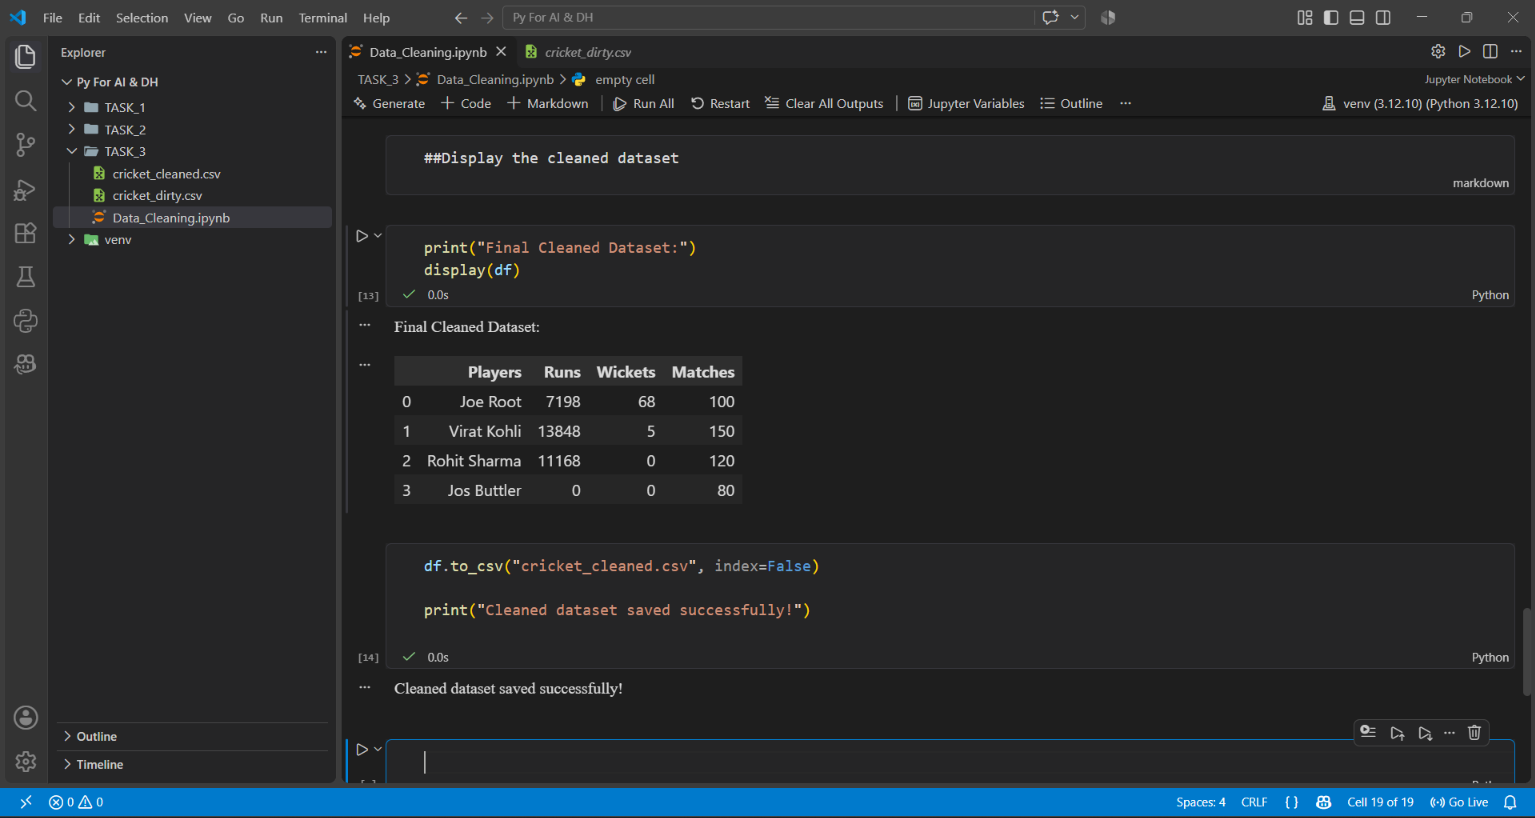 File Edit Selection View Go Run Terminal Help
Py For AI & DH
Explorer
Py For AI & DH
TASK_1
TASK_2
TASK_3
cricket_cleaned.csv
cricket_dirty.csv
Data_Cleaning.ipynb
venv
Outline
Timeline
Data_Cleaning.ipynb cricket_dirty.csv
TASK_3 > Data_Cleaning.ipynb > empty cell
Jupyter Notebook
Generate + Code + Markdown Run All Restart Clear All Outputs Jupyter Variables Outline ...
venv (3.12.10) (Python 3.12.10)
##Display the cleaned dataset
markdown
print("Final Cleaned Dataset:")
display(df)
[13] 0.0s Python
Final Cleaned Dataset:
Players Runs Wickets Matches
0 Joe Root 7198 68 100
1 Virat Kohli 13848 5 150
2 Rohit Sharma 11168 0 120
3 Jos Buttler 0 0 80
df.to_csv("cricket_cleaned.csv", index=False)
print("Cleaned dataset saved successfully!")
[14] 0.0s Python
Cleaned dataset saved successfully!
0 0 Spaces: 4 CRLF { } Cell 19 of 19 Go Live